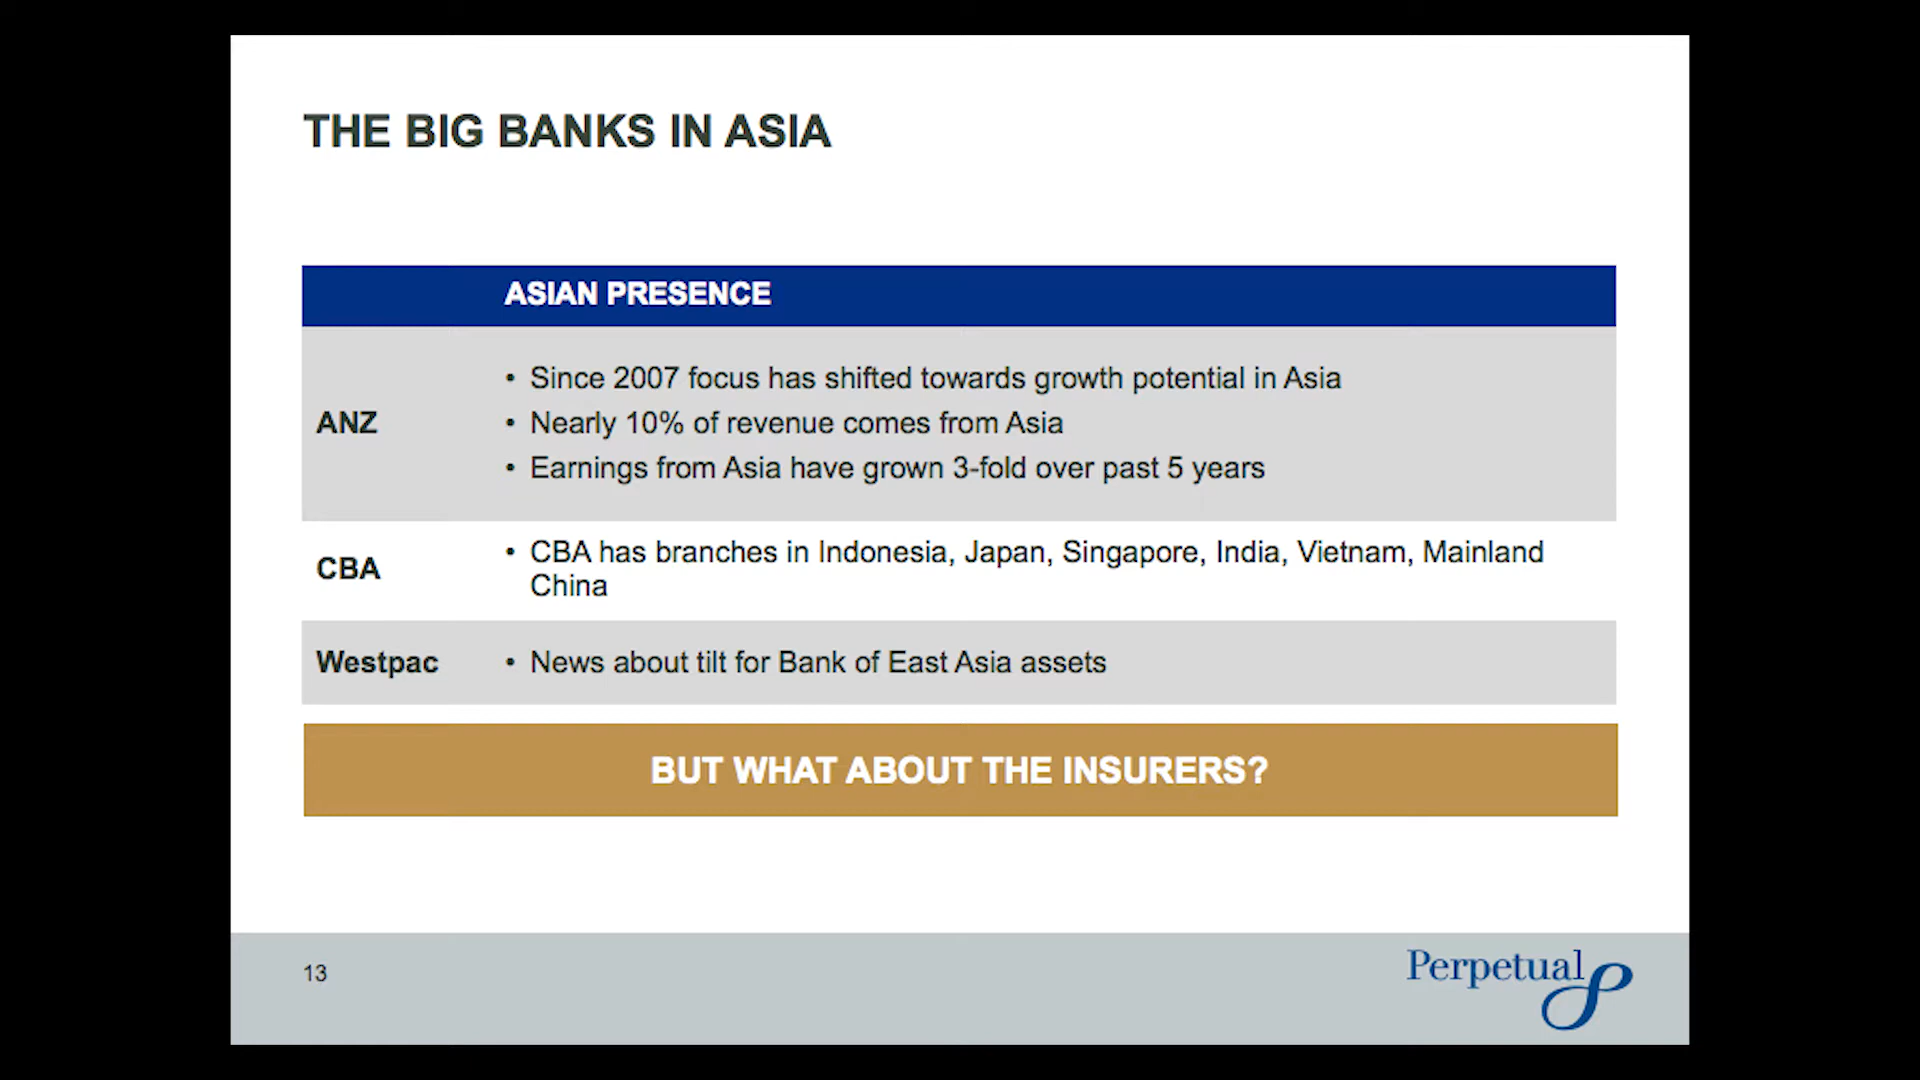 THE BIG BANKS IN ASIA
ASIAN PRESENCE
ANZ
• Since 2007 focus has shifted towards growth potential in Asia
• Nearly 10% of revenue comes from Asia
• Earnings from Asia have grown 3-fold over past 5 years
CBA
• CBA has branches in Indonesia, Japan, Singapore, India, Vietnam, Mainland
China
Westpac
• News about tilt for Bank of East Asia assets
BUT WHAT ABOUT THE INSURERS?
13
Perpetual